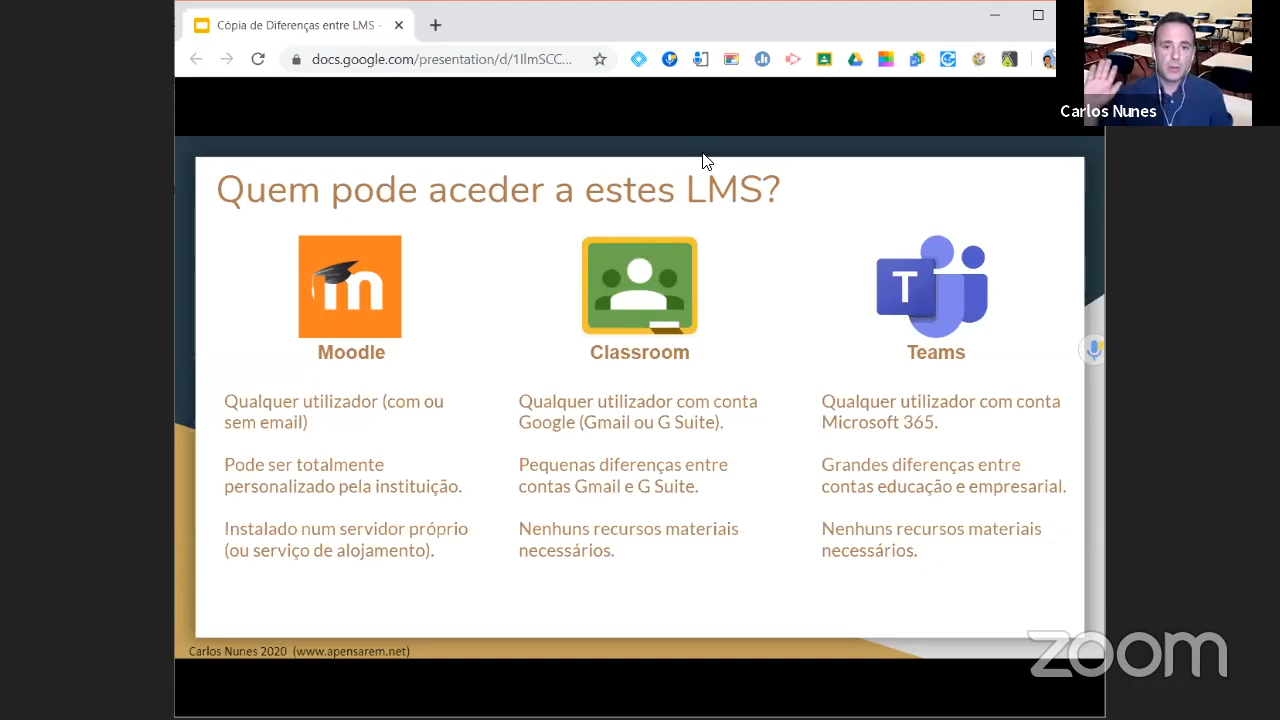 Cópia de Diferenças entre LMS -
docs.google.com/presentation/d/1IlmSCC...
Carlos Nunes
Quem pode aceder a estes LMS?
m
T
Moodle
Classroom
Teams
Qualquer utilizador (com ou
sem email)
Pode ser totalmente
personalizado pela instituição.
Instalado num servidor próprio
(ou serviço de alojamento).
Qualquer utilizador com conta
Google (Gmail ou G Suite).
Pequenas diferenças entre
contas Gmail e G Suite.
Nenhuns recursos materiais
necessários.
Qualquer utilizador com conta
Microsoft 365.
Grandes diferenças entre
contas educação e empresarial.
Nenhuns recursos materiais
necessários.
Carlos Nunes 2020 (www.apensarem.net)
zoom